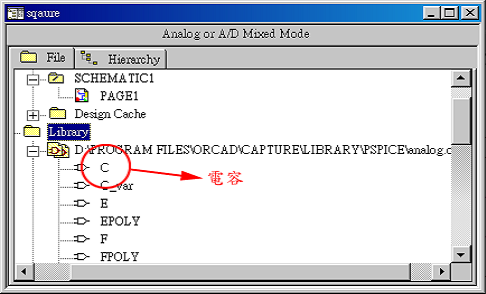 sqaure
Analog or A/D Mixed Mode
File Hierarchy
SCHEMATIC1
PAGE1
Design Cache
Library
D:\PROGRAM FILES\ORCAD\CAPTURE\LIBRARY\PSPICE\analog.o
C
電容
C_var
E
EPOLY
F
FPOLY